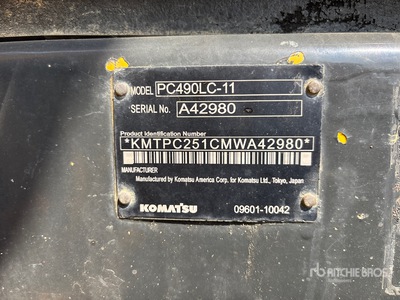 MODEL PC490LC-11
SERIAL No. A42980
Product Identification Number
*KMTPC251CMWA42980*
MANUFACTURER
Manufactured by Komatsu America Corp. for Komatsu Ltd., Tokyo, Japan
KOMATSU 09601-10042
rb
RITCHIE BROS